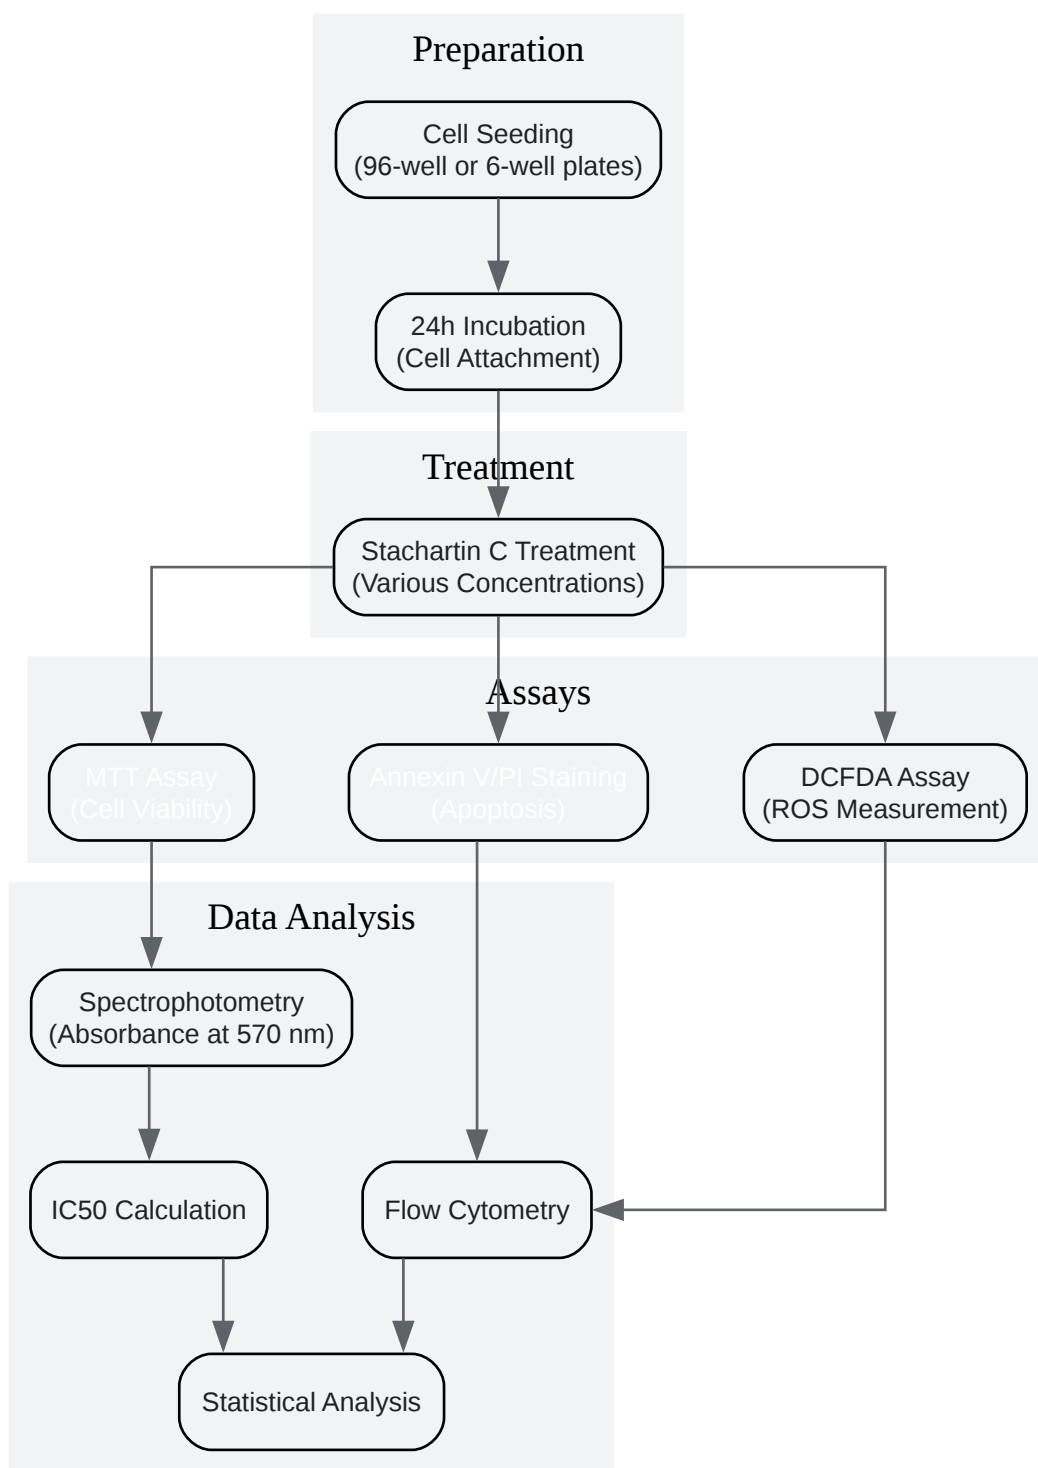 Preparation
Cell Seeding
(96-well or 6-well plates)
24h Incubation
(Cell Attachment)
Treatment
Stachartin C Treatment
(Various Concentrations)
Assays
MTT Assay
(Cell Viability)
Annexin V/PI Staining
(Apoptosis)
DCFDA Assay
(ROS Measurement)
Data Analysis
Spectrophotometry
(Absorbance at 570 nm)
IC50 Calculation
Flow Cytometry
Statistical Analysis